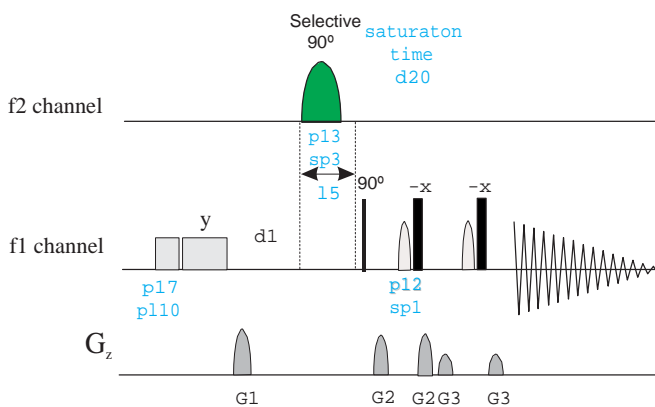 Selective
90º
saturaton
time
d20
f2 channel
p13
sp3
l5
90º
-x
-x
y
d1
f1 channel
p17
pl10
p12
sp1
Gz
G1
G2
G2
G3
G3